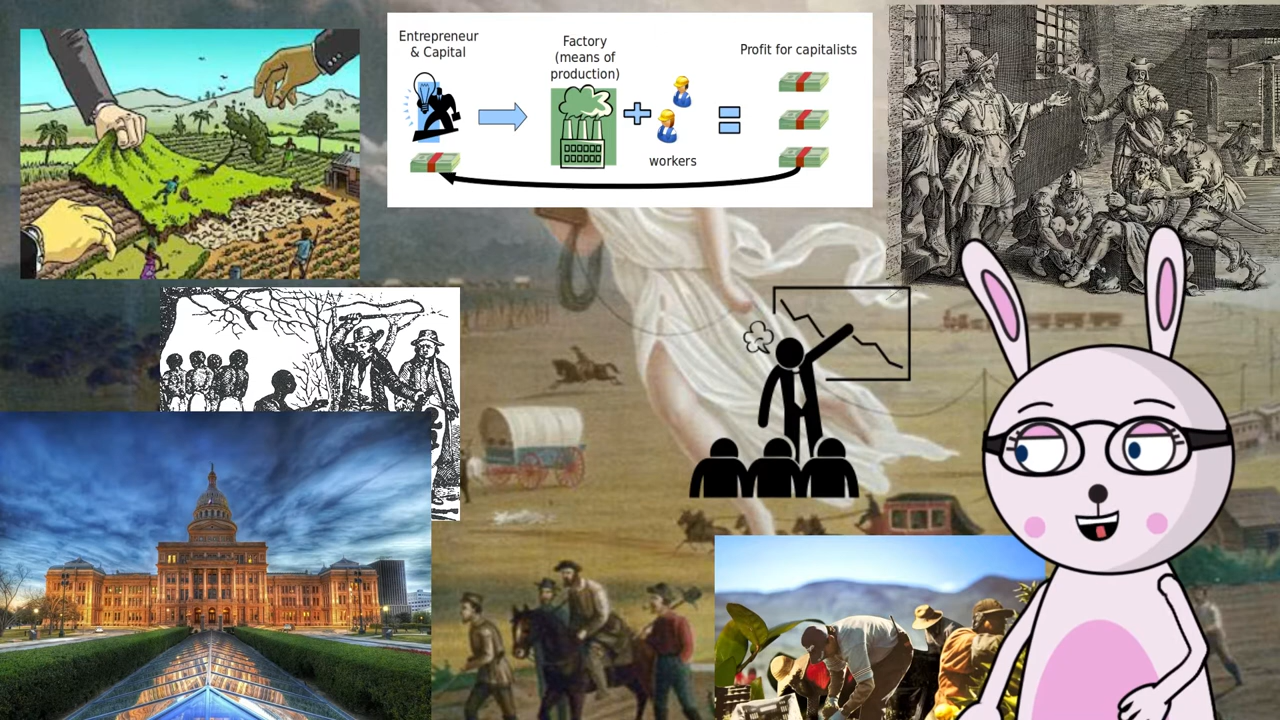 Entrepreneur
& Capital
Factory
(means of
production)
workers
Profit for capitalists